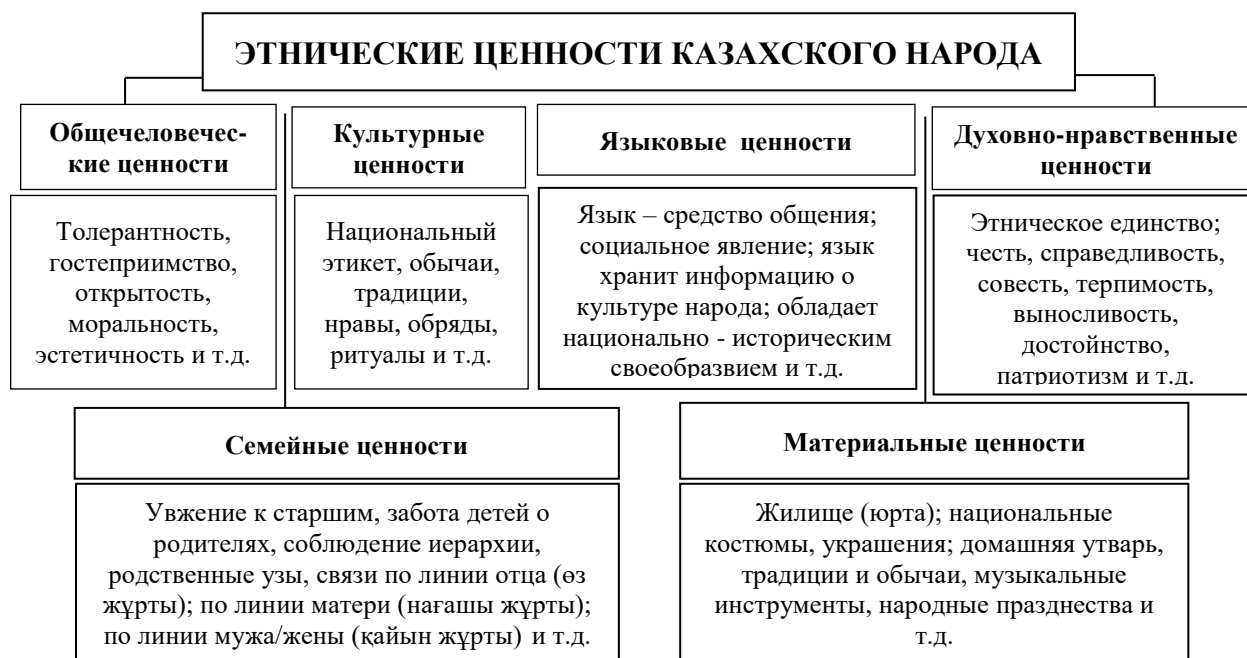 ЭТНИЧЕСКИЕ ЦЕННОСТИ КАЗАХСКОГО НАРОДА
Общечеловечес-
кие ценности
Толерантность,
гостеприимство,
открытость,
моральность,
эстетичность и т.д.
Культурные
ценности
Национальный
этикет, обычаи,
традиции,
нравы, обряды,
ритуалы и т.д.
Языковые ценности
Язык – средство общения;
социальное явление; язык
хранит информацию о
культуре народа; обладает
национально - историческим
своеобразвием и т.д.
Духовно-нравственные
ценности
Этническое единство;
честь, справедливость,
совесть, терпимость,
выносливость,
достойнство,
патриотизм и т.д.
Семейные ценности
Увжение к старшим, забота детей о
родителях, соблюдение иерархии,
родственные узы, связи по линии отца (өз
жұрты); по линии матери (нағашы жұрты);
по линии мужа/жены (қайын жұрты) и т.д.
Материальные ценности
Жилище (юрта); национальные
костюмы, украшения; домашняя утварь,
традиции и обычаи, музыкальные
инструменты, народные празднества и
т.д.